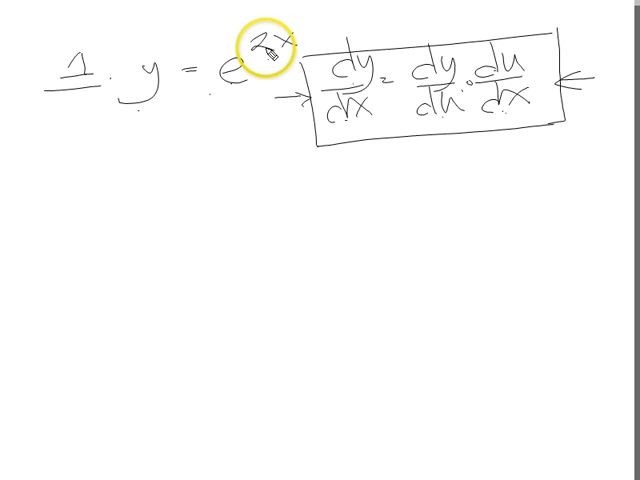 1. y = e^{2x} dy/dx = dy/du · du/dx